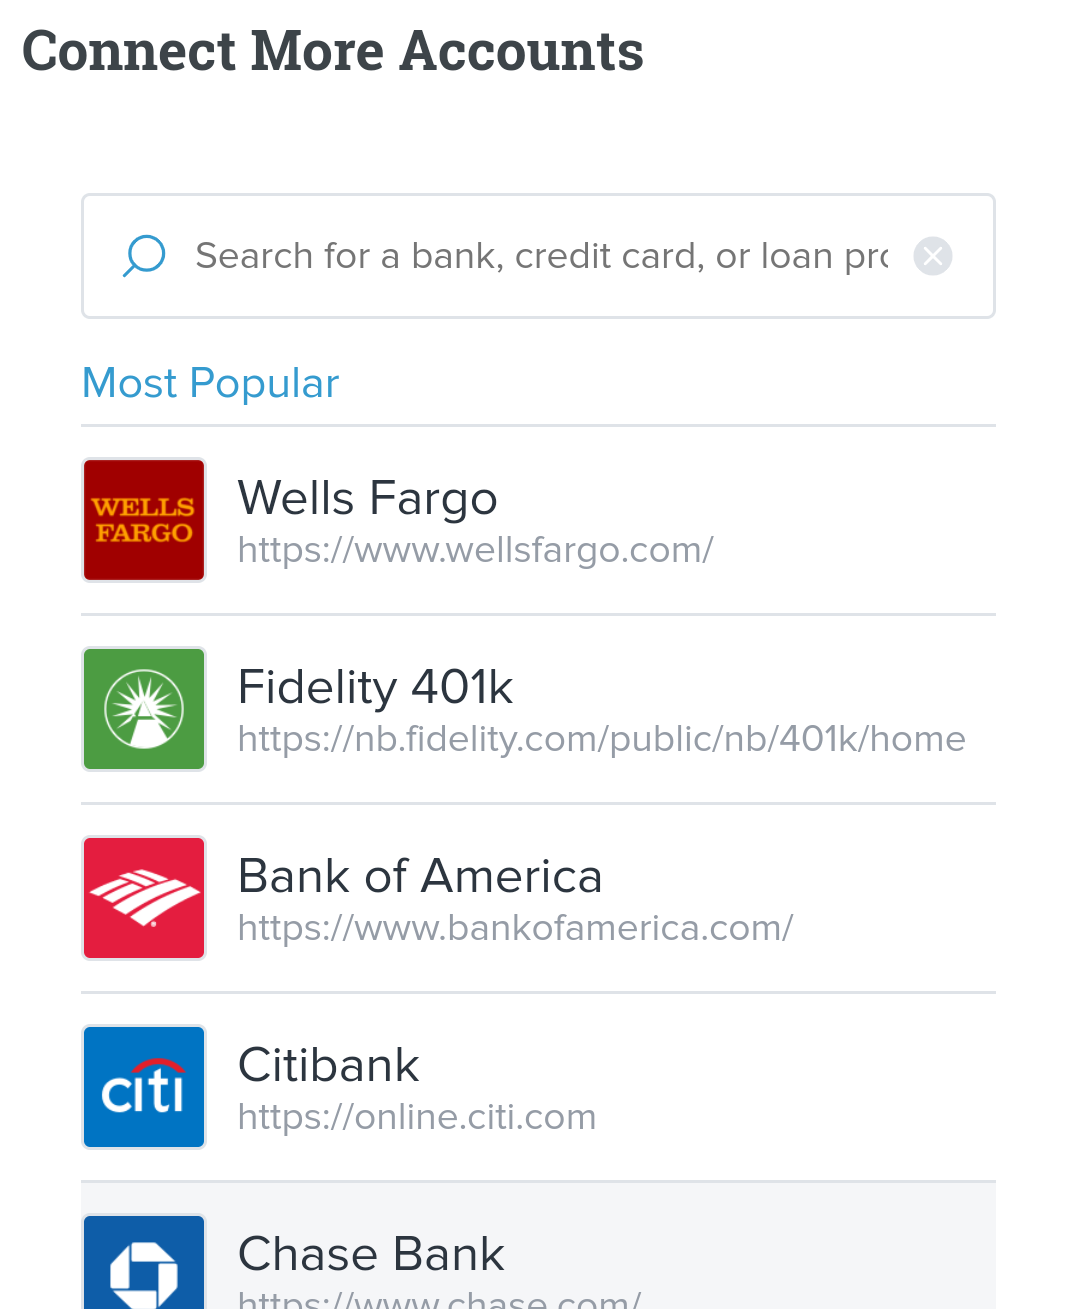 Connect More Accounts
Search for a bank, credit card, or loan pro
Most Popular
WELLS
FARGO
Wells Fargo
https://www.wellsfargo.com/
Fidelity 401k
https://nb.fidelity.com/public/nb/401k/home
Bank of America
https://www.bankofamerica.com/
citi
Citibank
https://online.citi.com
Chase Bank
https://www.chase.com/